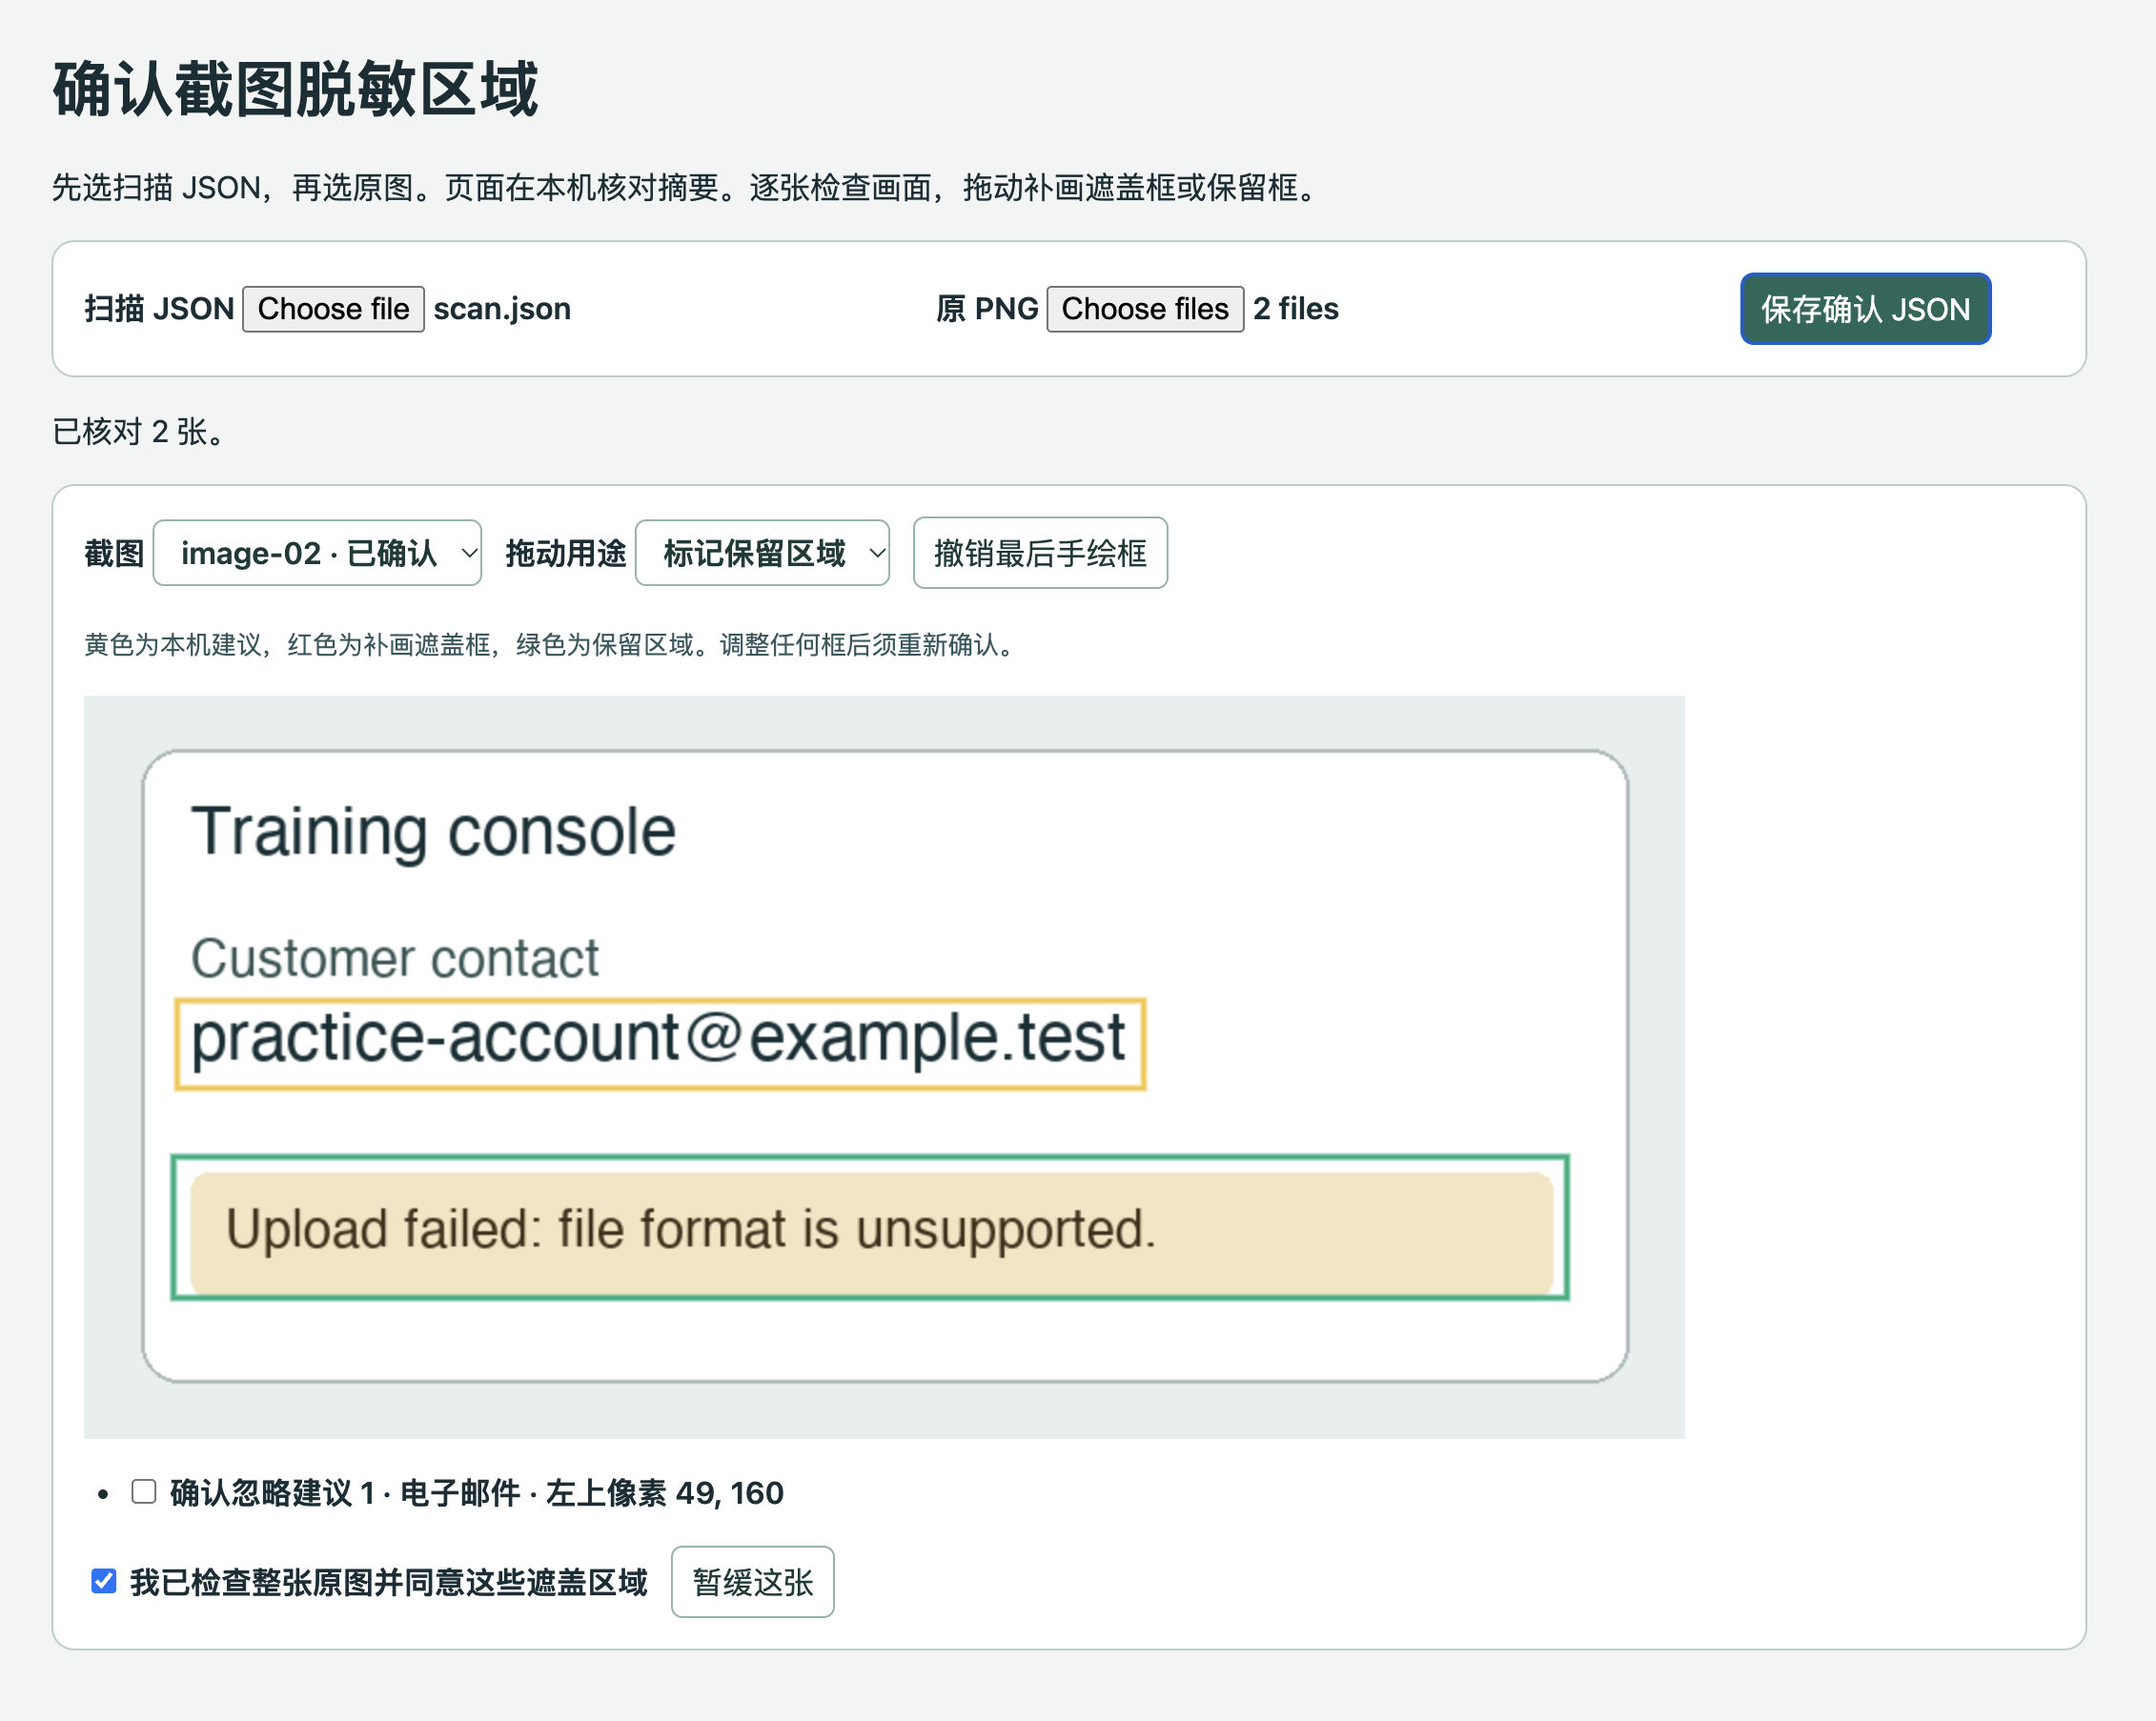 确认截图脱敏区域
先选扫描 JSON，再选原图。页面在本机核对摘要。逐张检查画面，拖动补画遮盖框或保留框。
扫描 JSON Choose file scan.json 原 PNG Choose files 2 files 保存确认 JSON
已核对 2 张。
截图 image-02 · 已确认 拖动用途 标记保留区域 撤销最后手绘框
黄色为本机建议，红色为补画遮盖框，绿色为保留区域。调整任何框后须重新确认。
Training console
Customer contact
practice-account@example.test
Upload failed: file format is unsupported.
确认忽略建议 1 · 电子邮件 · 左上像素 49, 160
我已检查整张原图并同意这些遮盖区域 暂缓这张